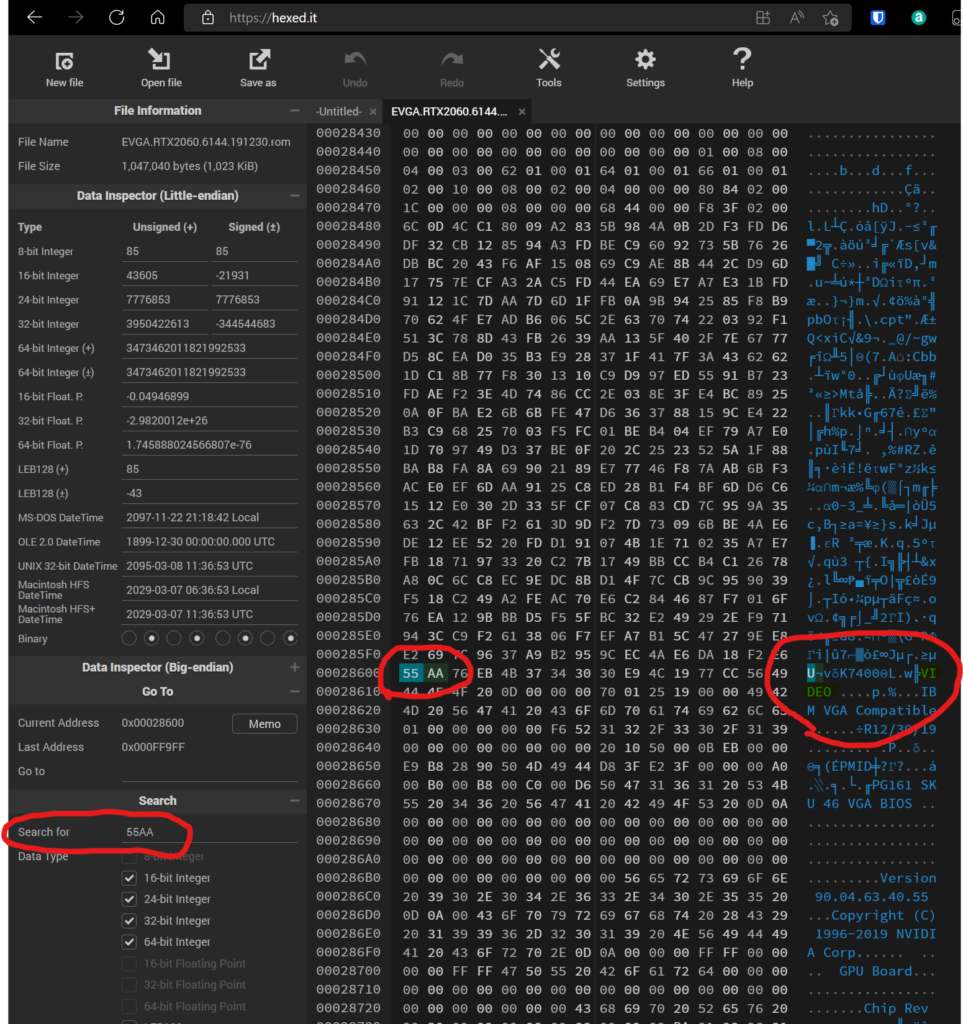 https://hexed.it
New file
Open file
Save as
Undo
Redo
Tools
Settings
Help
File Information
File Name EVGA.RTX2060.6144.191230.rom
File Size 1,047,040 bytes (1,023 KiB)
Data Inspector (Little-endian)
Type Unsigned (+) Signed (±)
8-bit Integer 85 85
16-bit Integer 43605 -21931
24-bit Integer 7776853 7776853
32-bit Integer 3950422613 -344544683
64-bit Integer (+) 3473462011821992533
64-bit Integer (±) 3473462011821992533
16-bit Float. P. -0.04946899
32-bit Float. P. -2.9820012e+26
64-bit Float. P. 1.745888024566807e-76
LEB128 (+) 85
LEB128 (±) -43
MS-DOS DateTime 2097-11-22 21:18:42 Local
OLE 2.0 DateTime 1899-12-30 00:00:00.000 UTC
UNIX 32-bit DateTime 2095-03-08 11:36:53 UTC
Macintosh HFS DateTime 2029-03-07 06:36:53 Local
Macintosh HFS+ DateTime 2029-03-07 11:36:53 UTC
Binary
Data Inspector (Big-endian)
Go To
Current Address 0x00028600 Memo
Last Address 0x000FF9FF
Go to
Search
Search for 55AA
Data Type 8-bit Integer
16-bit Integer
24-bit Integer
32-bit Integer
64-bit Integer
16-bit Floating Point
32-bit Floating Point
64-bit Floating Point
-Untitled- ×
EVGA.RTX2060.6144.... ×
00028430 00 00 00 00 00 00 00 00 00 00 00 00 00 00 00 00
00028440 00 00 00 00 00 00 00 00 00 00 00 00 01 00 08 00
00028450 04 00 03 00 62 01 00 01 64 01 00 01 66 01 00 01
00028460 02 00 10 00 08 00 02 00 04 00 00 00 80 84 02 00
00028470 1C 00 00 00 08 00 00 00 68 44 00 00 F8 3F 02 00
00028480 6C 0D 4C C1 80 09 A2 83 5B 98 4A 0B 2D F3 FD D6
00028490 DF 32 CB 12 85 94 A3 FD BE C9 60 92 73 5B 76 26
000284A0 DB BC 20 43 F6 AF 15 08 69 C9 AE 8B 44 2C D9 6D
000284B0 17 75 7E CF A3 2A C5 FD 44 EA 69 E7 A7 E3 1B FD
000284C0 91 12 1C 7D AA 7D 6D 1F FB 0A 9B 94 25 85 F8 B9
000284D0 70 62 4F E7 AD B6 06 5C 2E 63 70 74 22 03 92 F1
000284E0 51 3C 78 8D 43 FB 26 39 AA 13 5F 40 2F 7E 67 77
000284F0 D5 8C EA D0 35 B3 E9 28 37 1F 41 7F 3A 43 62 62
00028500 1D C1 8B 77 F8 30 13 10 C9 D9 97 ED 55 91 B7 23
00028510 FD AE F2 3E 4D 74 86 CC 2E 03 8E 3F E4 BC 89 25
00028520 0A 0F BA E2 6B 6B FE 47 D6 36 37 88 15 9C E4 22
00028530 B3 C9 68 25 70 03 F5 FC 01 BE B4 04 EF 79 A7 E0
00028540 1D 70 97 49 D3 37 BE 0F 20 2C 25 23 52 5A 1F 88
00028550 BA B8 FA 8A 69 90 21 89 E7 77 46 F8 7A AB 6B F3
00028560 AC E0 EF 6D AA 91 25 C8 ED 28 B1 F4 BF 6D D6 C6
00028570 15 12 E0 30 2D 33 5F CF 07 C8 83 CD 7C 95 9A 35
00028580 63 2C 42 BF F2 61 3D 9D F2 7D 73 09 6B BE 4A E6
00028590 DE 12 EE 52 20 FD D1 91 07 4B 1E 71 02 35 A7 E7
000285A0 FB 18 71 97 33 20 C2 7B 17 49 BB CC B4 C1 26 78
000285B0 A8 0C 6C C8 EC 9E DC 8B D1 4F 7C CB 9C 95 90 39
000285C0 F5 18 C2 49 A2 FE AC 70 E6 C2 84 46 87 F7 01 6F
000285D0 76 EA 12 9B BB D5 F5 5F BC 32 E2 49 29 2E F9 71
000285E0 94 3C C9 F2 61 38 06 F7 EF A7 B1 5C 47 27 9E E8
000285F0 E2 69 7C 96 37 A9 B2 95 9C EC 4A E6 DA 18 F2 E6
00028600 55 AA 76 EB 4B 37 34 30 30 E9 4C 19 77 CC 56 49
00028610 44 45 4F 20 0D 00 00 00 70 01 25 19 00 00 49 42
00028620 4D 20 56 47 41 20 43 6F 6D 70 61 74 69 62 6C 65
00028630 01 00 00 00 00 00 F6 52 31 32 2F 33 30 2F 31 39
00028640 00 00 00 00 00 00 00 00 20 10 50 00 0B EB 00 00
00028650 E9 B8 28 90 50 4D 49 44 D8 3F E2 3F 00 00 00 A0
00028660 00 B0 00 B8 00 C0 00 D6 50 47 31 36 31 20 53 4B
00028670 55 20 34 36 20 56 47 41 20 42 49 4F 53 20 0D 0A
00028680 00 00 00 00 00 00 00 00 00 00 00 00 00 00 00 00
00028690 00 00 00 00 00 00 00 00 00 00 00 00 00 00 00 00
000286A0 00 00 00 00 00 00 00 00 00 00 00 00 00 00 00 00
000286B0 00 00 00 00 00 00 00 00 00 56 65 72 73 69 6F 6E
000286C0 20 39 30 2E 30 34 2E 36 33 2E 34 30 2E 35 35 20
000286D0 0D 0A 00 43 6F 70 79 72 69 67 68 74 20 28 43 29
000286E0 20 31 39 39 36 2D 32 30 31 39 20 4E 56 49 44 49
000286F0 41 20 43 6F 72 70 2E 0D 0A 00 00 00 FF FF 00 00
00028700 00 00 FF FF 47 50 55 20 42 6F 61 72 64 00 00 00
00028710 00 00 00 00 00 00 00 00 00 00 00 00 00 00 00 00
00028720 00 00 00 00 00 00 00 43 68 69 70 20 52 65 76 20
VI
DEO ....p.%...IB
M VGA Compatible
......÷R12/30/19
PG161 SK
U 46 VGA BIOS ..
.........Version
90.04.63.40.55
...Copyright (C)
1996-2019 NVIDI
A Corp......
GPU Board...
.......Chip Rev